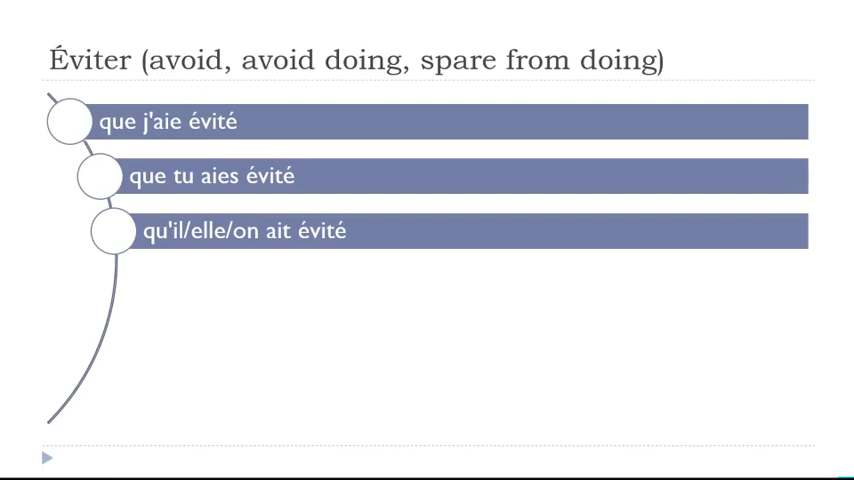 Éviter (avoid, avoid doing, spare from doing)
que j'aie évité
que tu aies évité
qu'il/elle/on ait évité